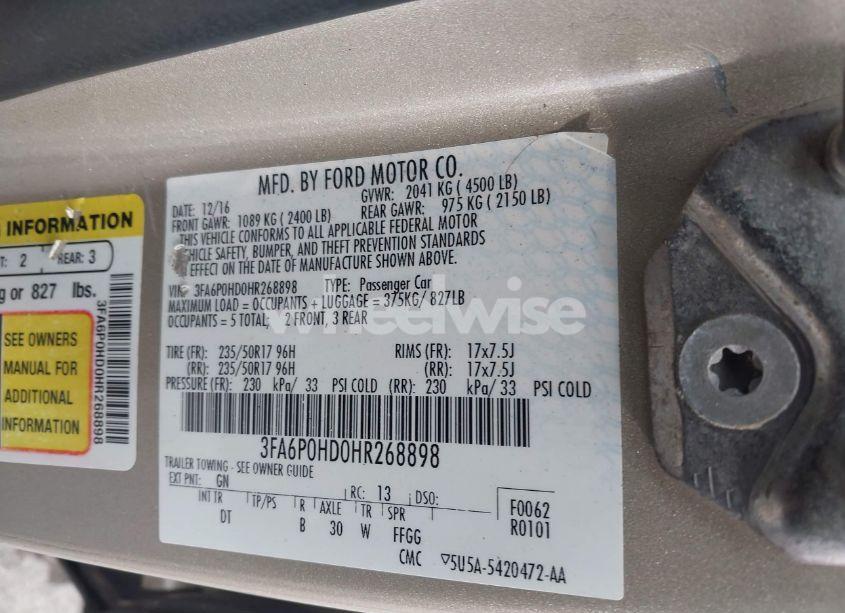 MFD. BY FORD MOTOR CO.
DATE: 12/16 GVWR: 2041 KG ( 4500 LB)
FRONT GAWR: 1089 KG ( 2400 LB) REAR GAWR: 975 KG ( 2150 LB)
THIS VEHICLE CONFORMS TO ALL APPLICABLE FEDERAL MOTOR
VEHICLE SAFETY, BUMPER, AND THEFT PREVENTION STANDARDS
EFFECT ON THE DATE OF MANUFACTURE SHOWN ABOVE.
VIN: 3FA6P0HD0HR268898 TYPE: Passenger Car
MAXIMUM LOAD = OCCUPANTS + LUGGAGE = 375KG/ 827LB
OCCUPANTS = 5 TOTAL, 2 FRONT, 3 REAR
TIRE (FR): 235/50R17 96H RIMS (FR): 17x7.5J
(RR): 235/50R17 96H (RR): 17x7.5J
PRESSURE (FR): 230 kPa/ 33 PSI COLD (RR): 230 kPa/ 33 PSI COLD
3FA6P0HD0HR268898
TRAILER TOWING - SEE OWNER GUIDE
EXT PNT: GN RC: 13 DSO:
INT TR TP/PS R AXLE TR SPR
DT B 30 W FFGG
CMC ▽5U5A-5420472-AA
F0062
R0101
INFORMATION
T: 2 REAR: 3
g or 827 lbs.
SEE OWNERS
MANUAL FOR
ADDITIONAL
INFORMATION
3FA6P0HD0HR268898
wheelwise